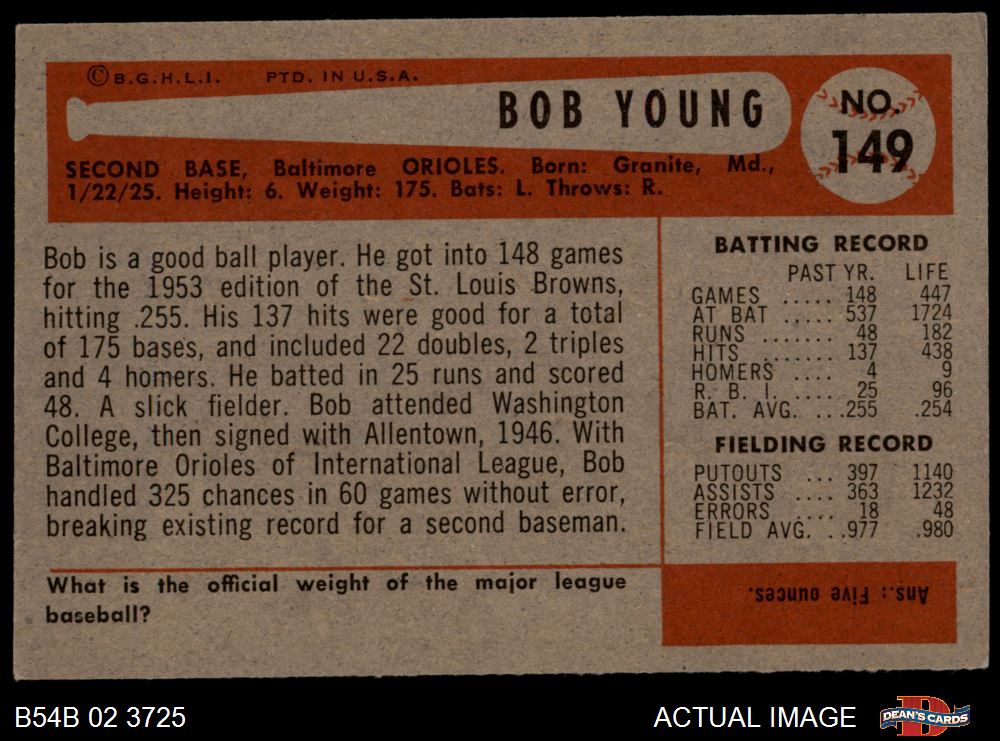 ©B.G.H.L.I. PTD. IN U.S.A.
BOB YOUNG
NO.
149
SECOND BASE, Baltimore ORIOLES. Born: Granite, Md.,
1/22/25. Height: 6. Weight: 175. Bats: L. Throws: R.
Bob is a good ball player. He got into 148 games
for the 1953 edition of the St. Louis Browns,
hitting .255. His 137 hits were good for a total
of 175 bases, and included 22 doubles, 2 triples
and 4 homers. He batted in 25 runs and scored
48. A slick fielder. Bob attended Washington
College, then signed with Allentown, 1946. With
Baltimore Orioles of International League, Bob
handled 325 chances in 60 games without error,
breaking existing record for a second baseman.
BATTING RECORD
PAST YR. LIFE
GAMES ..... 148 447
AT BAT ..... 537 1724
RUNS ....... 48 182
HITS ....... 137 438
HOMERS .... 4 9
R. B. I. ..... 25 96
BAT. AVG. ...255 .254
FIELDING RECORD
PUTOUTS ... 397 1140
ASSISTS .... 363 1232
ERRORS .... 18 48
FIELD AVG. ..977 .980
What is the official weight of the major league
baseball?
Ans.: Five ounces.
B54B 02 3725
ACTUAL IMAGE
DEAN'S CARDS